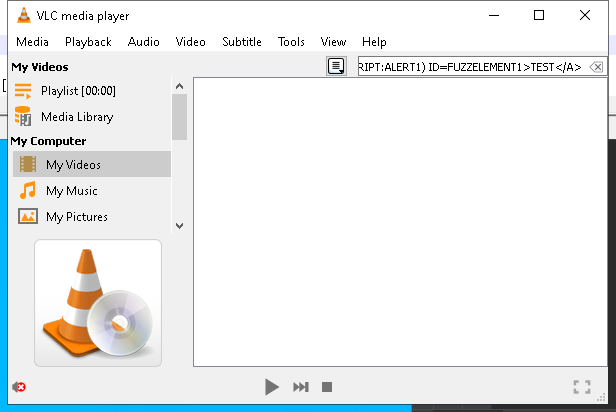 VLC media player
Media Playback Audio Video Subtitle Tools View Help
My Videos
RIPT:ALERT1) ID=FUZZELEMENT1>TEST</A>
Playlist [00:00]
Media Library
My Computer
My Videos
My Music
My Pictures